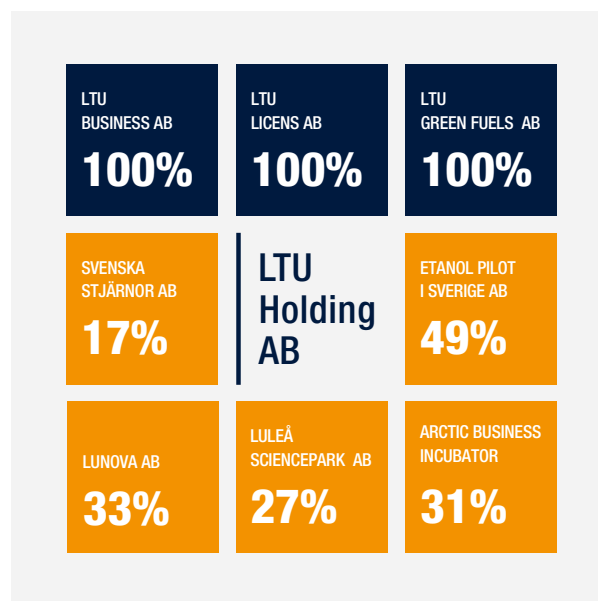 LTU
BUSINESS AB
100%
LTU
LICENS AB
100%
LTU
GREEN FUELS AB
100%
SVENSKA
STJÄRNOR AB
17%
LTU
Holding
AB
ETANOL PILOT
I SVERIGE AB
49%
LUNOVA AB
33%
LULEÅ
SCIENCEPARK AB
27%
ARCTIC BUSINESS
INCUBATOR
31%